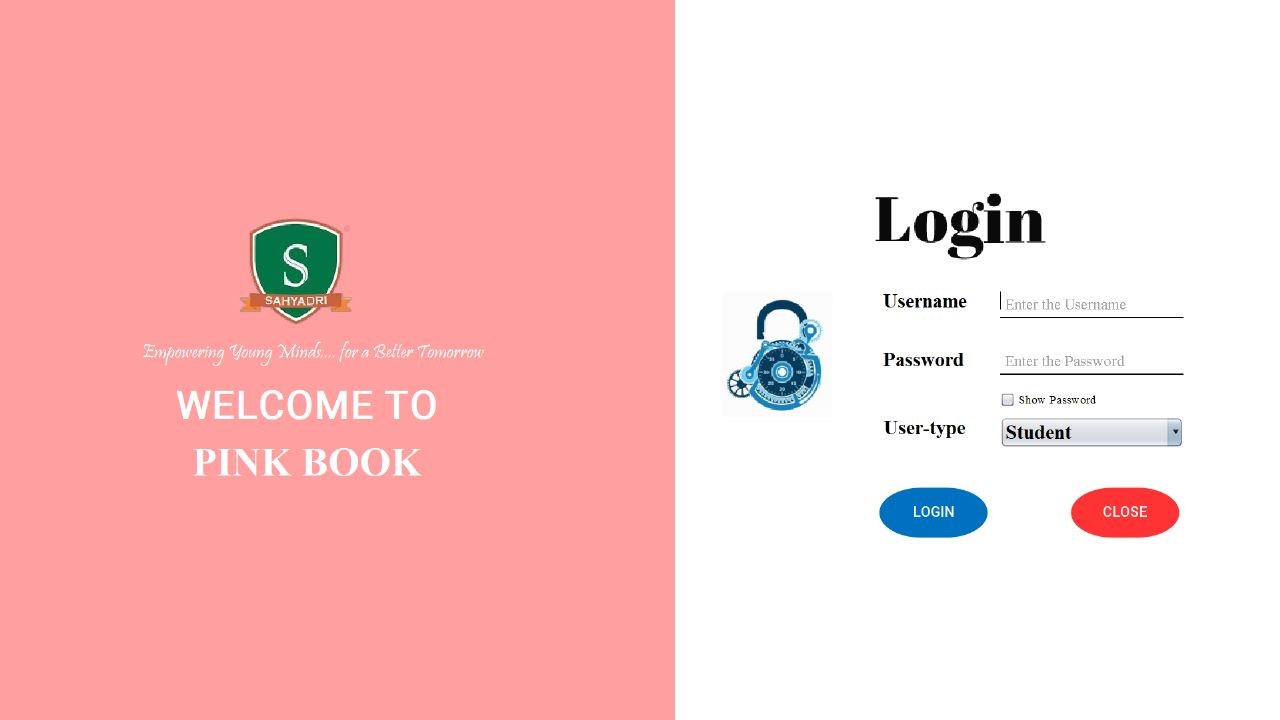 S
SAHYADRI
Empowering Young Minds.... for a Better Tomorrow
WELCOME TO
PINK BOOK
Login
Username
Enter the Username
Password
Enter the Password
Show Password
User-type
Student
LOGIN
CLOSE